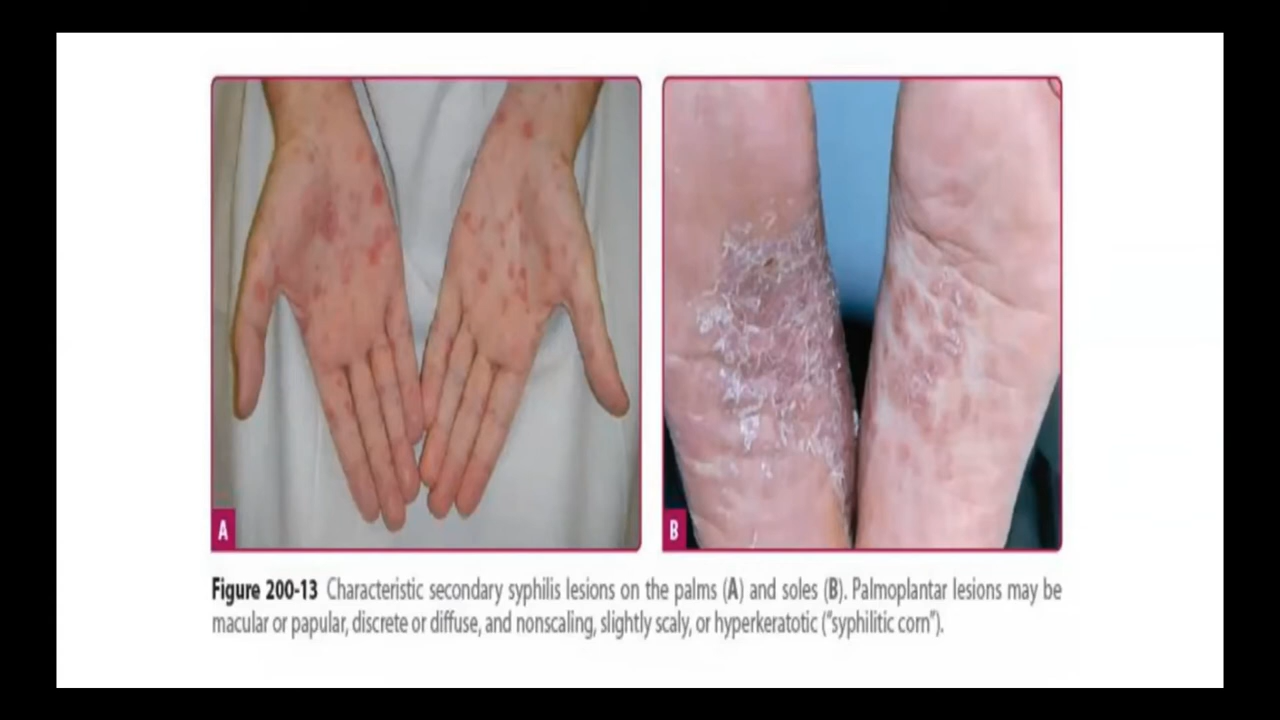 A
B
Figure 200-13 Characteristic secondary syphilis lesions on the palms (A) and soles (B). Palmoplantar lesions may be
macular or papular, discrete or diffuse, and nonscaling, slightly scaly, or hyperkeratotic (“syphilitic corn”).